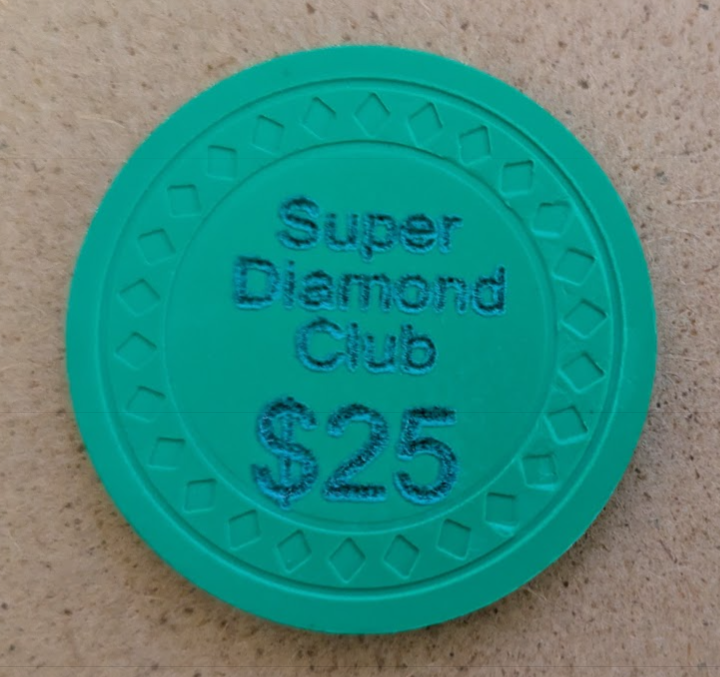 Super
Diamond
Club
$25